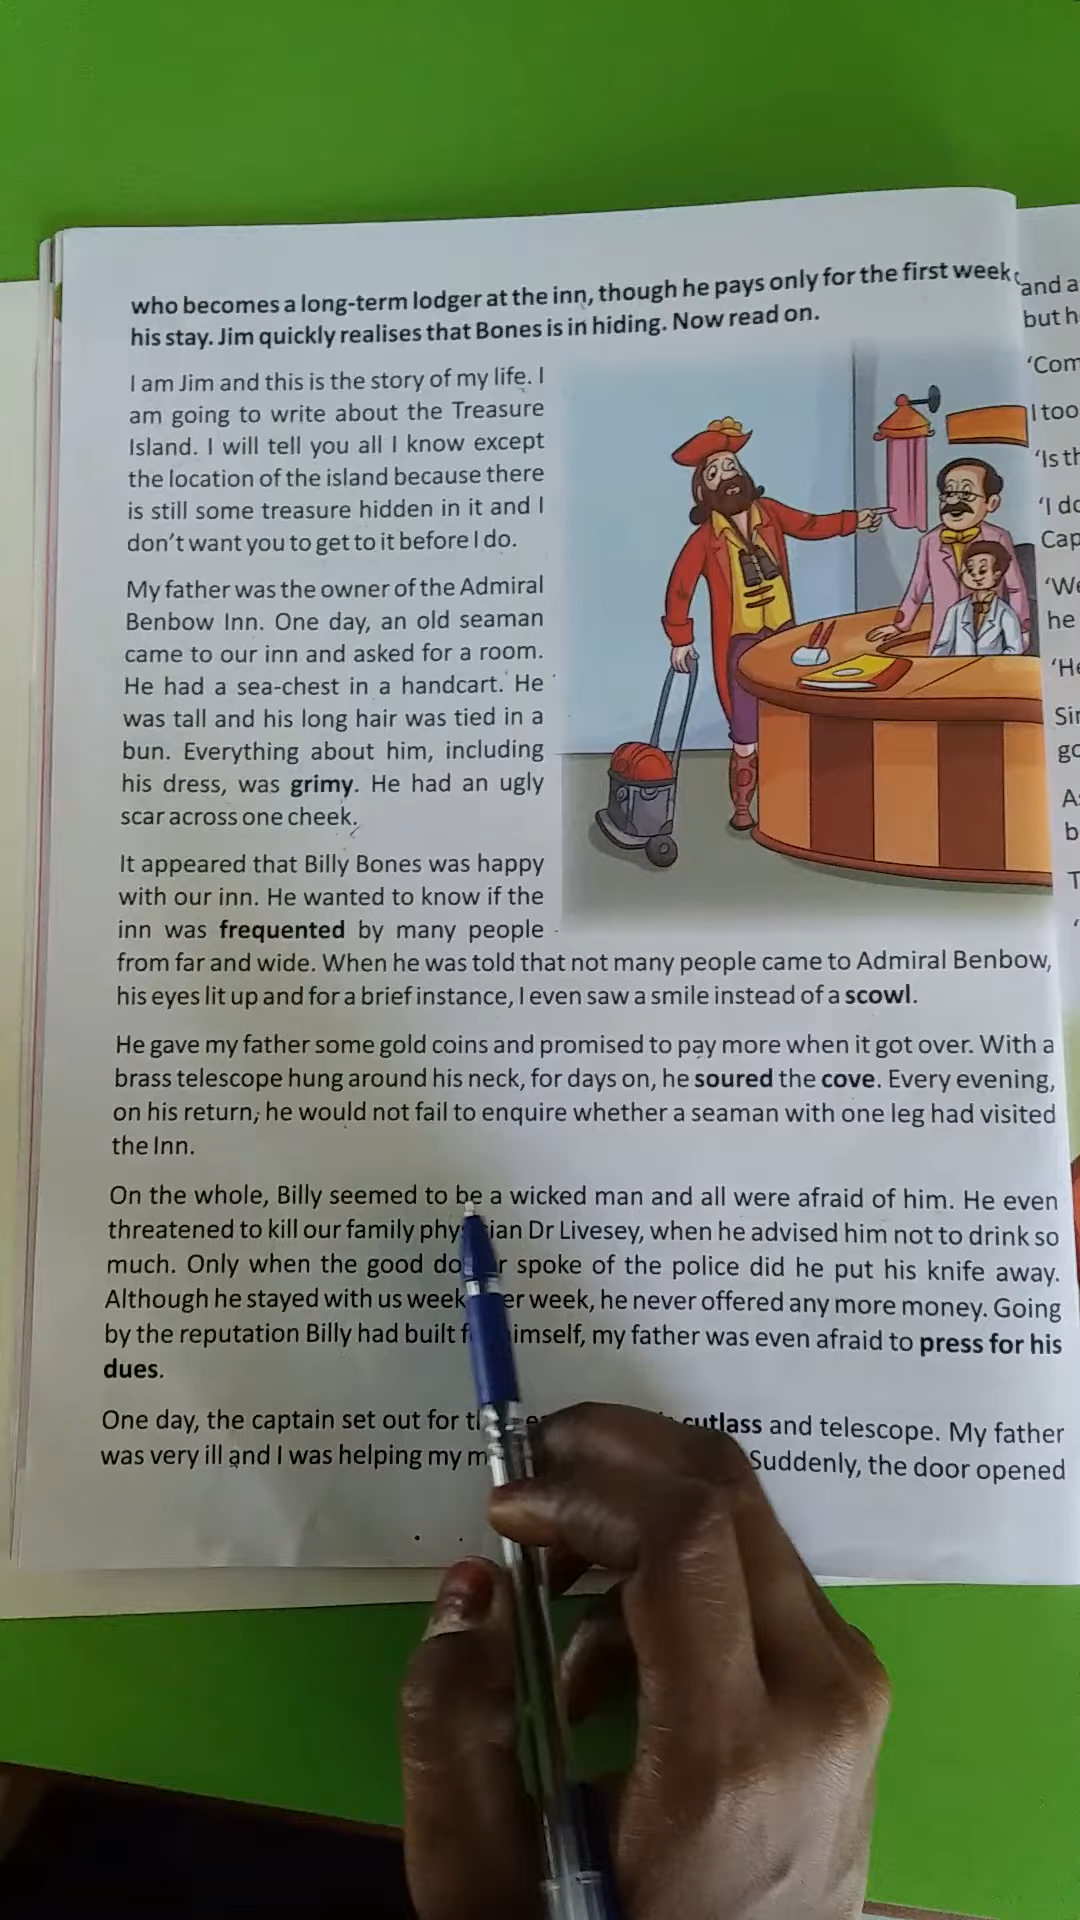 who becomes a long-term lodger at the inn, though he pays only for the first week
his stay. Jim quickly realises that Bones is in hiding. Now read on.
I am Jim and this is the story of my life. I
am going to write about the Treasure
Island. I will tell you all I know except
the location of the island because there
is still some treasure hidden in it and I
don't want you to get to it before I do.
My father was the owner of the Admiral
Benbow Inn. One day, an old seaman
came to our inn and asked for a room.
He had a sea-chest in a handcart. He
was tall and his long hair was tied in a
bun. Everything about him, including
his dress, was grimy. He had an ugly
scar across one cheek.
It appeared that Billy Bones was happy
with our inn. He wanted to know if the
inn was frequented by many people
from far and wide. When he was told that not many people came to Admiral Benbow,
his eyes lit up and for a brief instance, I even saw a smile instead of a scowl.
He gave my father some gold coins and promised to pay more when it got over. With a
brass telescope hung around his neck, for days on, he soured the cove. Every evening,
on his return, he would not fail to enquire whether a seaman with one leg had visited
the Inn.
On the whole, Billy seemed to be a wicked man and all were afraid of him. He even
threatened to kill our family Dr Livesey, when he advised him not to drink so
much. Only when the good spoke of the police did he put his knife away.
Although he stayed with us week week, he never offered any more money. Going
by the reputation Billy had built himself, my father was even afraid to press for his
dues.
One day, the captain set out for cutlass and telescope. My father
was very ill and I was helping my Suddenly, the door opened
and a
but h
'Com
I too
'Is th
'I do
Cap
'We
he
'He
Sir
go
As
b
T